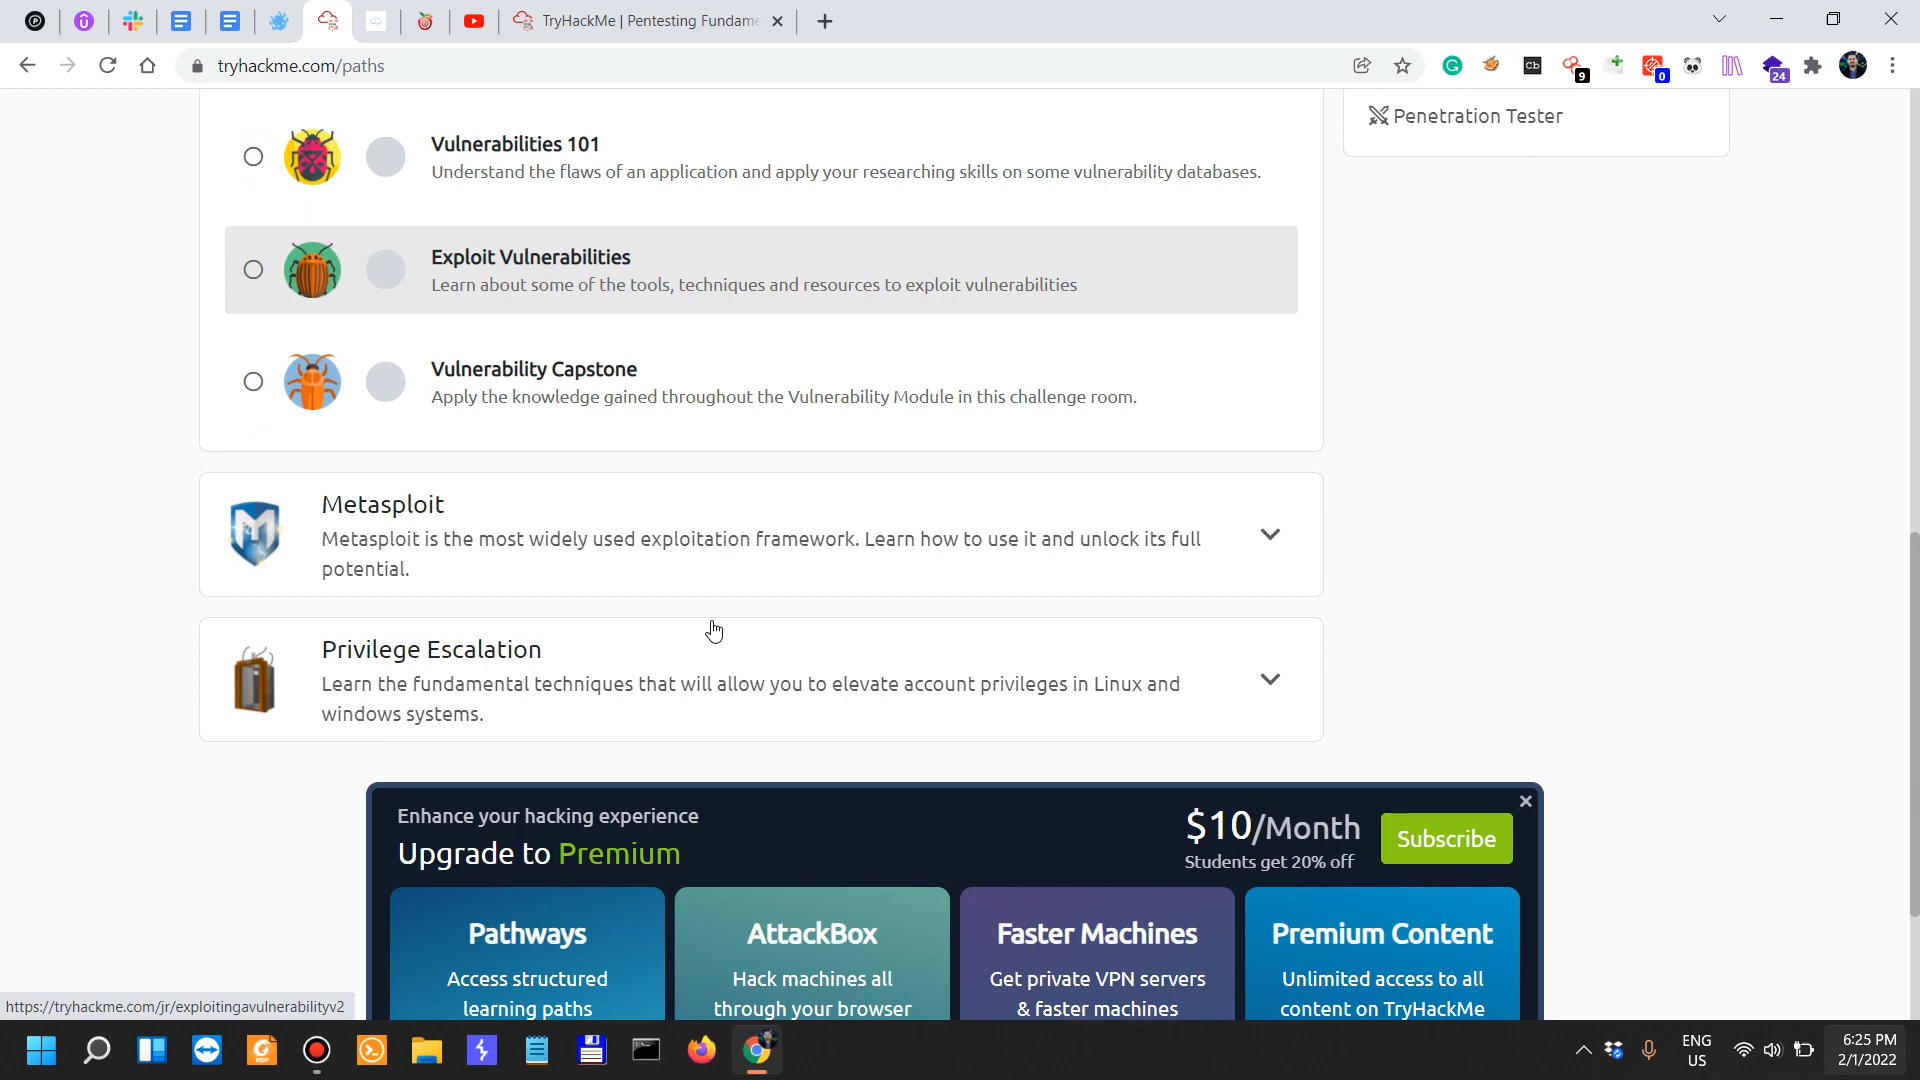 TryHackMe | Pentesting Fundame
tryhackme.com/paths
Cb
9
0
24
Penetration Tester
Vulnerabilities 101
Understand the flaws of an application and apply your researching skills on some vulnerability databases.
Exploit Vulnerabilities
Learn about some of the tools, techniques and resources to exploit vulnerabilities
Vulnerability Capstone
Apply the knowledge gained throughout the Vulnerability Module in this challenge room.
Metasploit
Metasploit is the most widely used exploitation framework. Learn how to use it and unlock its full
potential.
Privilege Escalation
Learn the fundamental techniques that will allow you to elevate account privileges in Linux and
windows systems.
Enhance your hacking experience
Upgrade to Premium
$10/Month
Students get 20% off
Subscribe
Pathways
Access structured
learning paths
AttackBox
Hack machines all
through your browser
Faster Machines
Get private VPN servers
& faster machines
Premium Content
Unlimited access to all
content on TryHackMe
https://tryhackme.com/jr/exploitingavulnerabilityv2
ENG
US
6:25 PM
2/1/2022